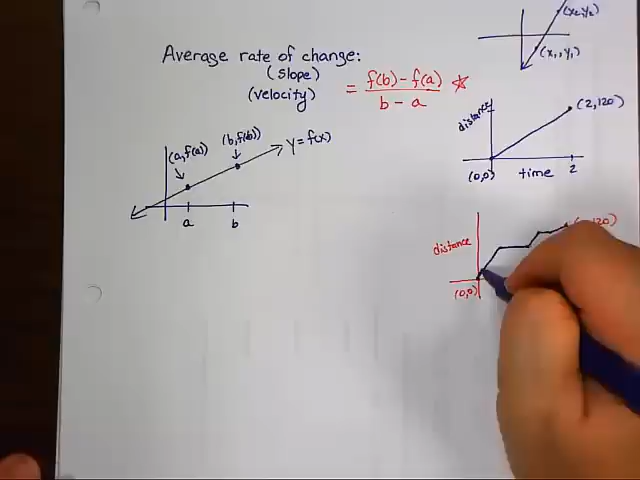 (x₂,y₂)
(x₁,y₁)
Average rate of change:
(slope)
(velocity)
= f(b)-f(a) / b-a
(a,f(a))
(b,f(b))
y=f(x)
a
b
distance
(2,120)
(0,0)
time
2
distance
120)
(0,0)